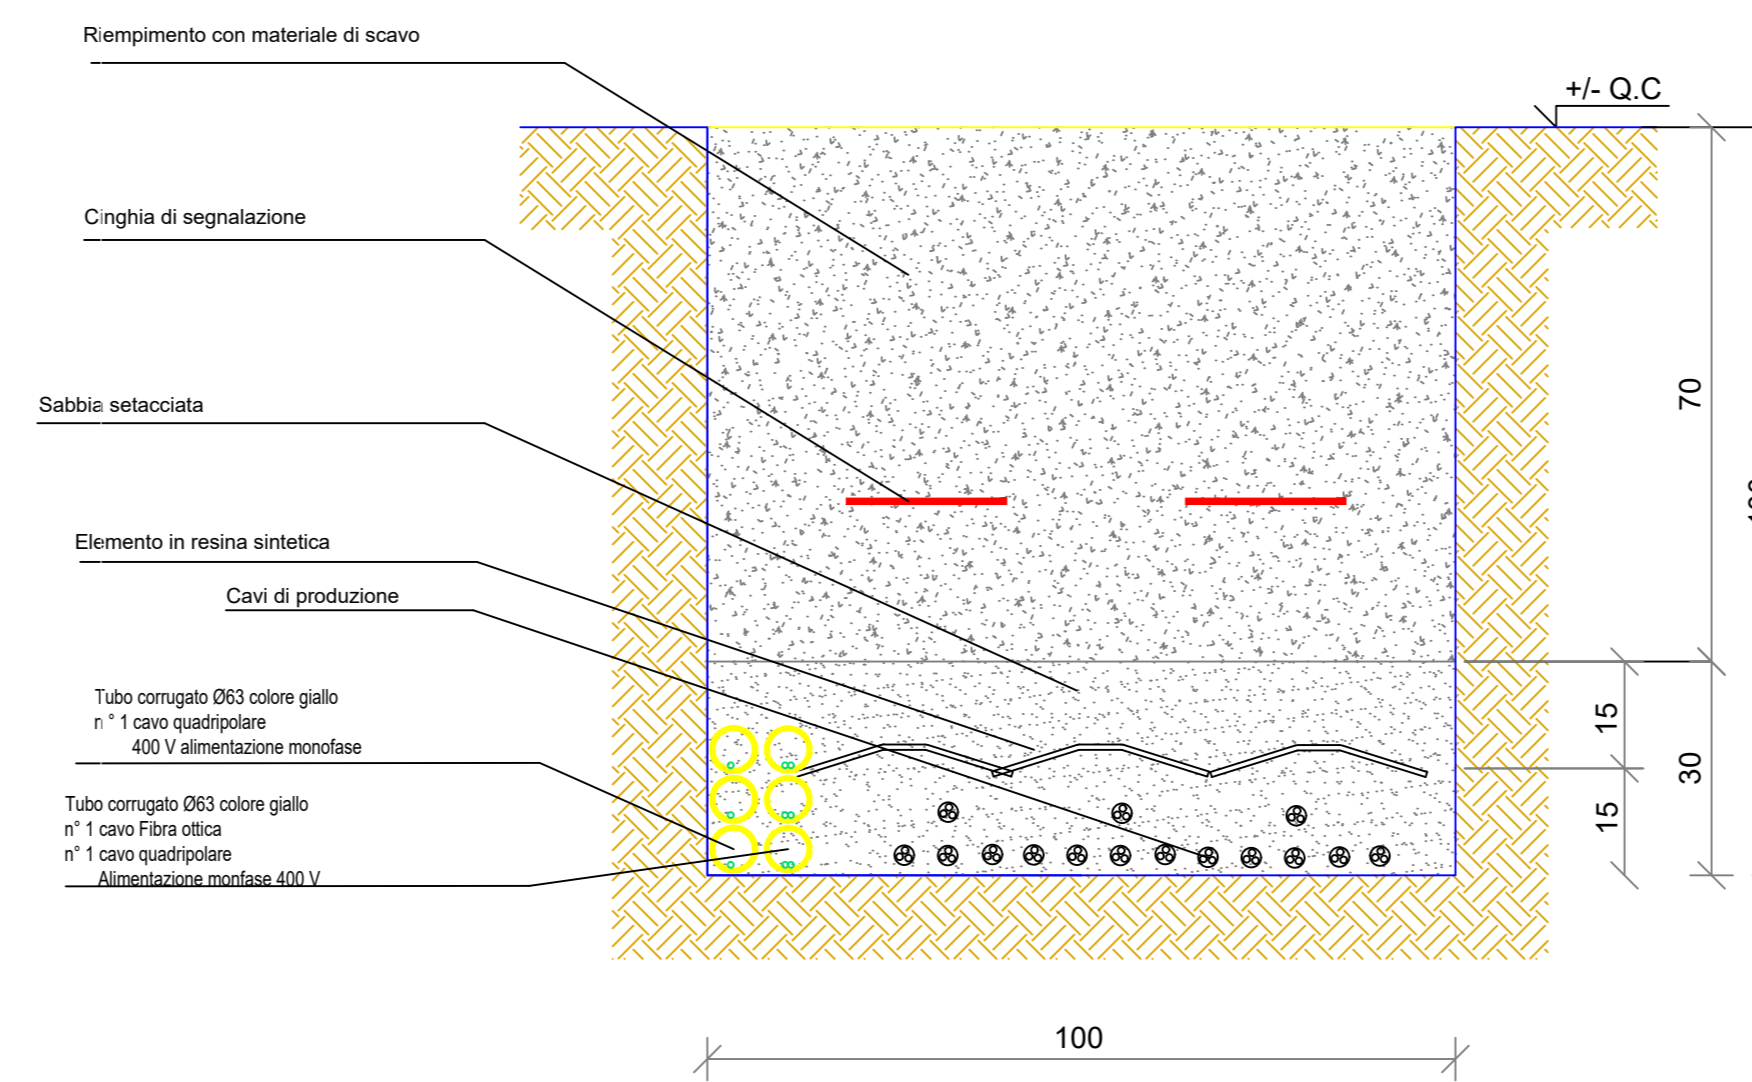 Riempimento con materiale di scavo
+/- Q.C
Cinghia di segnalazione
70
Sabbia setacciata
Elemento in resina sintetica
Cavi di produzione
Tubo corrugato Ø63 colore giallo
n ° 1 cavo quadripolare
400 V alimentazione monofase
15
30
15
Tubo corrugato Ø63 colore giallo
n° 1 cavo Fibra ottica
n° 1 cavo quadripolare
Alimentazione monfase 400 V
100